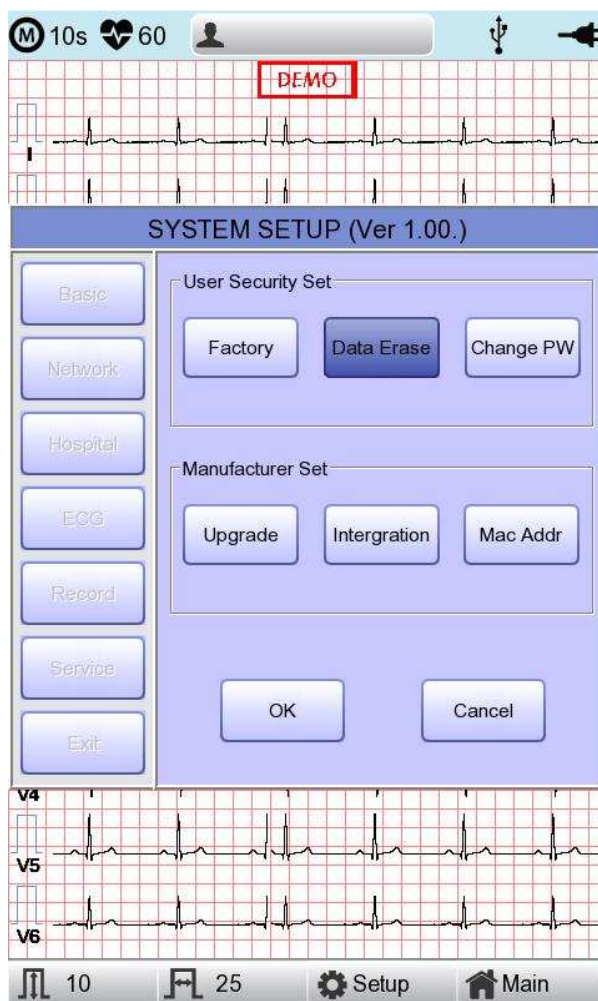 M 10s 60
DEMO
I
SYSTEM SETUP (Ver 1.00.)
Basic
Network
Hospital
ECG
Record
Service
Exit
User Security Set
Factory Data Erase Change PW
Manufacturer Set
Upgrade Intergration Mac Addr
OK Cancel
V4
V5
V6
10 25 Setup Main